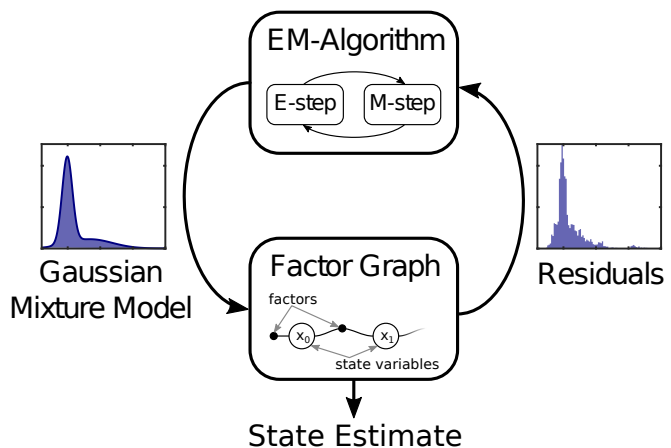 EM-Algorithm
E-step
M-step
Gaussian
Mixture Model
Residuals
Factor Graph
factors
x0
x1
state variables
State Estimate